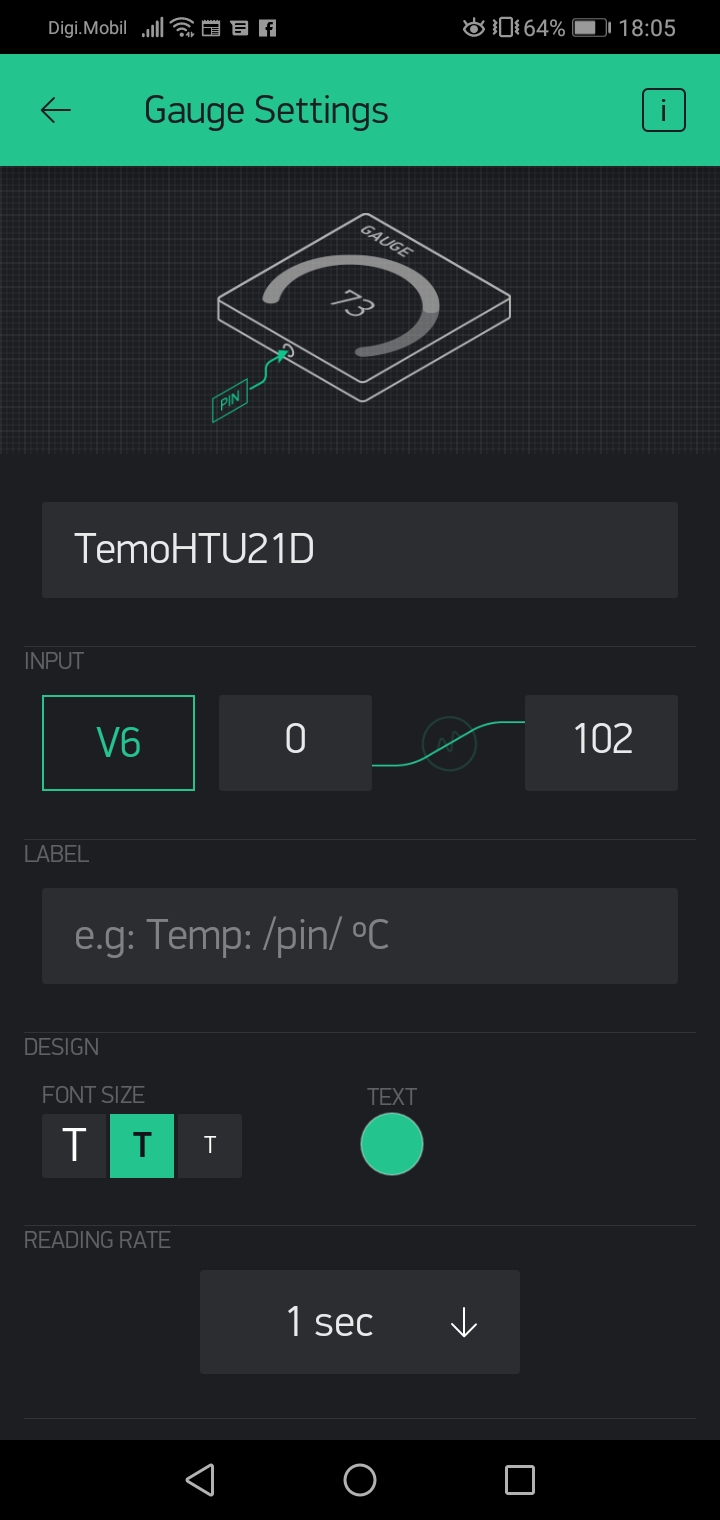 Digi.Mobil 64% 18:05
Gauge Settings i
GAUGE
73
PIN
TemoHTU21D
INPUT
V6 0 102
LABEL
e.g: Temp: /pin/ ºC
DESIGN
FONT SIZE TEXT
T T T
READING RATE
1 sec